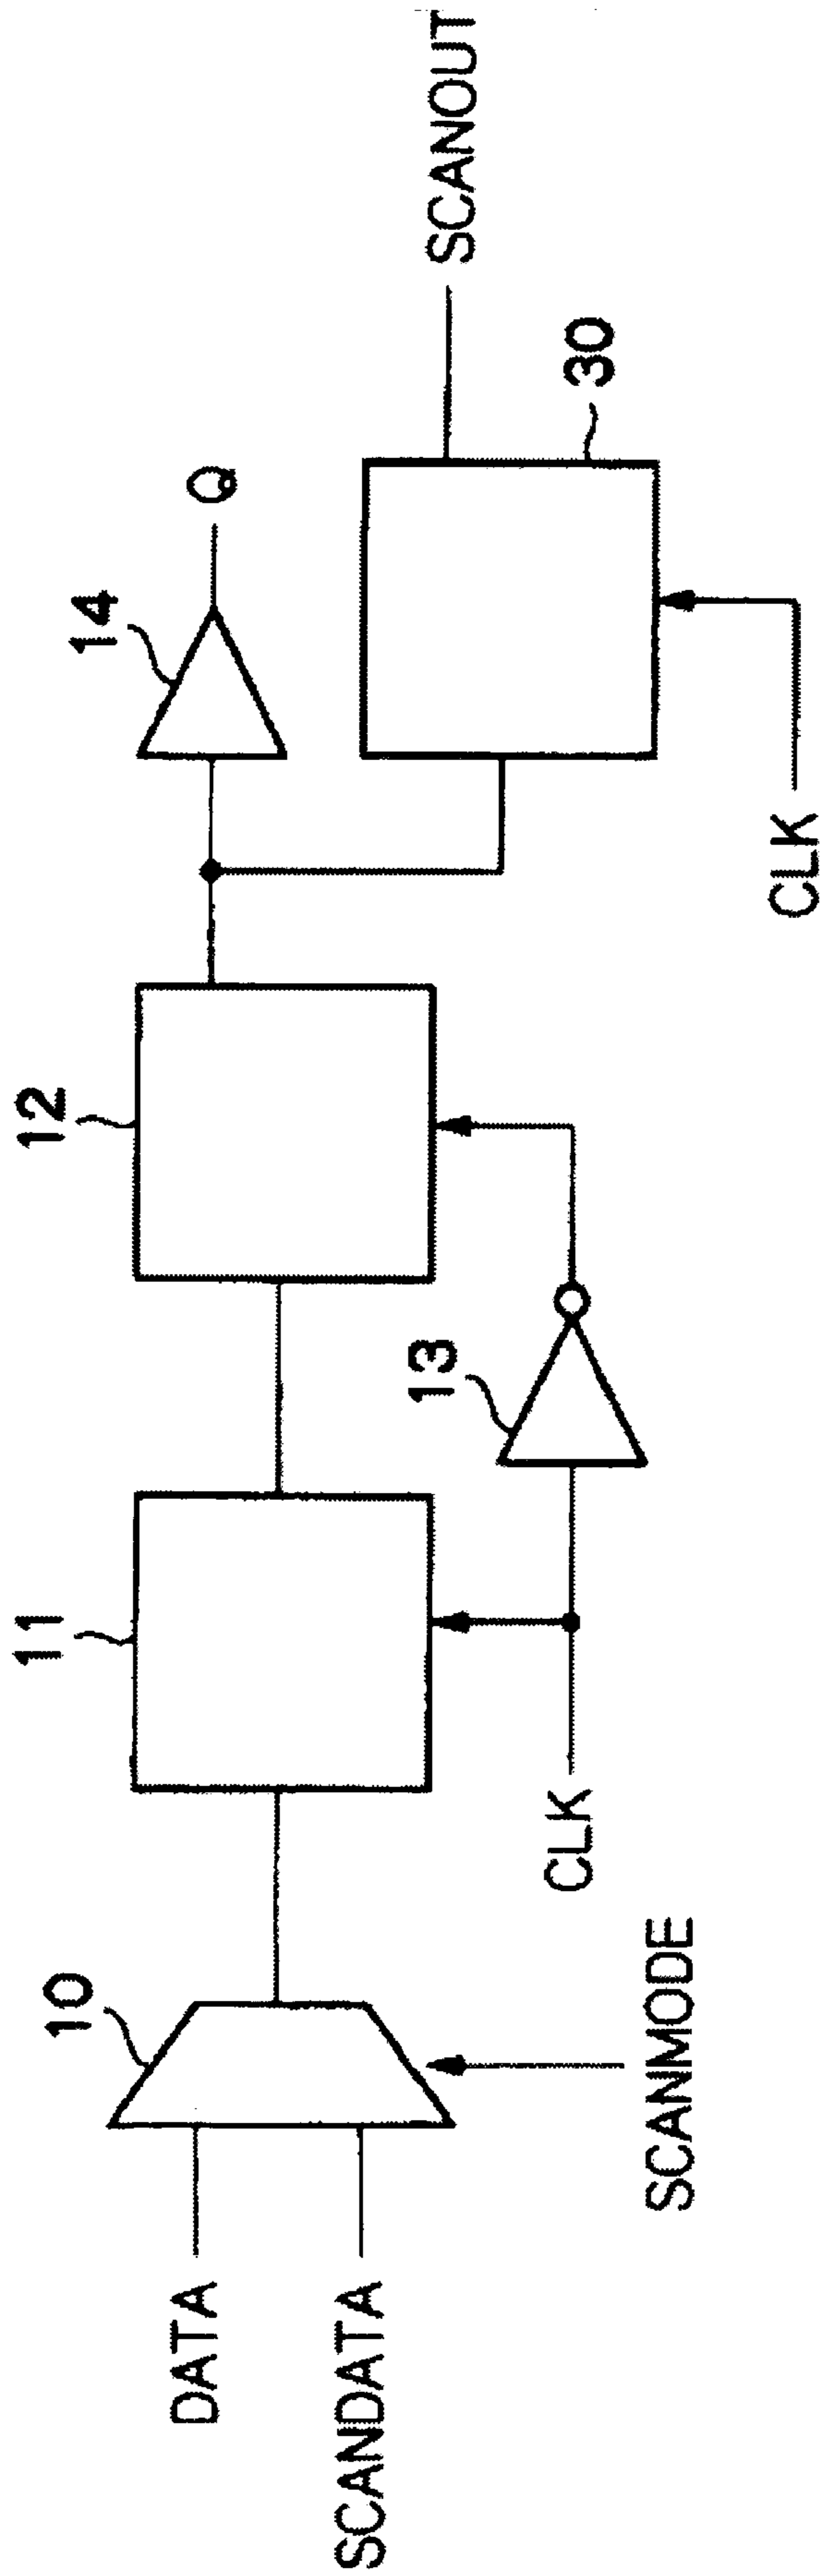 DATA
SCANDATA
10
SCANMODE
11
CLK
13
12
14
Q
30
CLK
SCANOUT